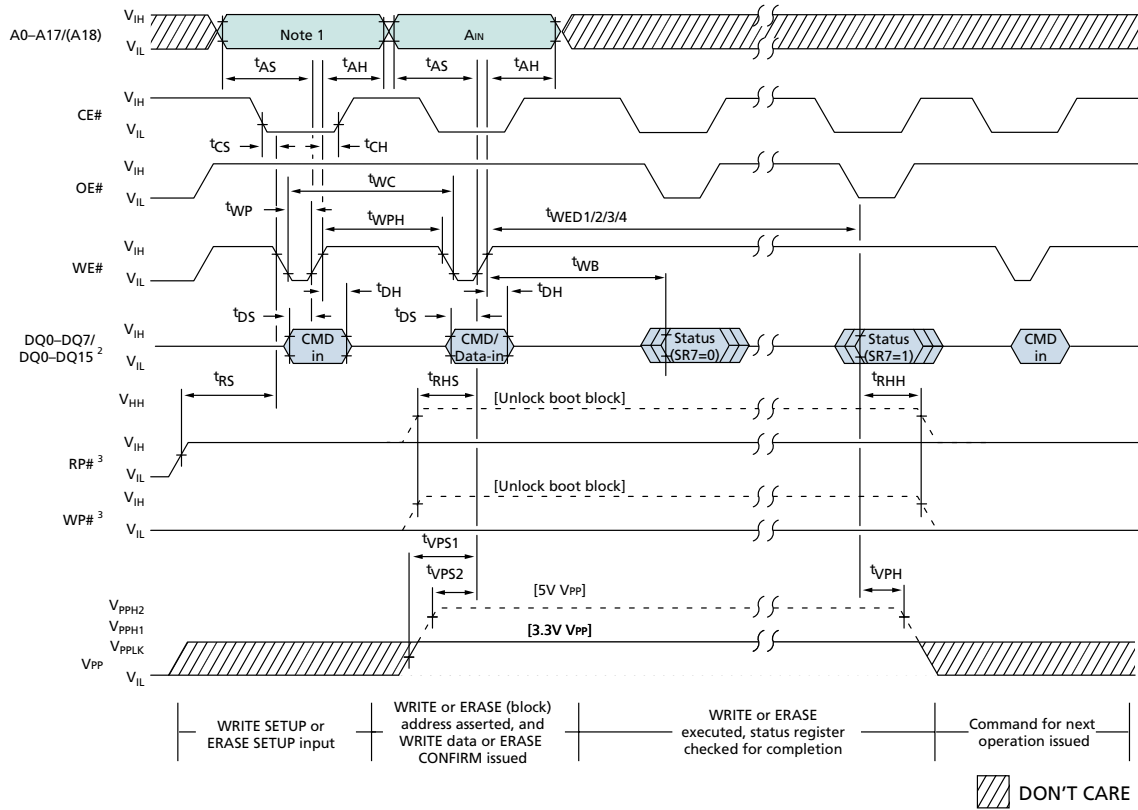 A0–A17/(A18)
VIH
VIL
Note 1
AIN
tAS
tAH
tAS
tAH
CE#
VIH
VIL
tCS
tCH
OE#
VIH
VIL
tWC
tWP
tWPH
tWED1/2/3/4
WE#
VIH
VIL
tWB
tDH
tDH
tDS
tDS
DQ0–DQ7/
DQ0–DQ15 2
VIH
VIL
CMD
in
CMD/
Data-in
Status
(SR7=0)
Status
(SR7=1)
CMD
in
tRS
tRHS
tRHH
VHH
[Unlock boot block]
VIH
RP# 3
VIL
VIH
[Unlock boot block]
WP# 3
VIL
tVPS1
tVPS2
tVPH
VPPH2
[5V VPP]
VPPH1
[3.3V VPP]
VPPLK
VPP
VIL
WRITE SETUP or
ERASE SETUP input
WRITE or ERASE (block)
address asserted, and
WRITE data or ERASE
CONFIRM issued
WRITE or ERASE
executed, status register
checked for completion
Command for next
operation issued
DON'T CARE